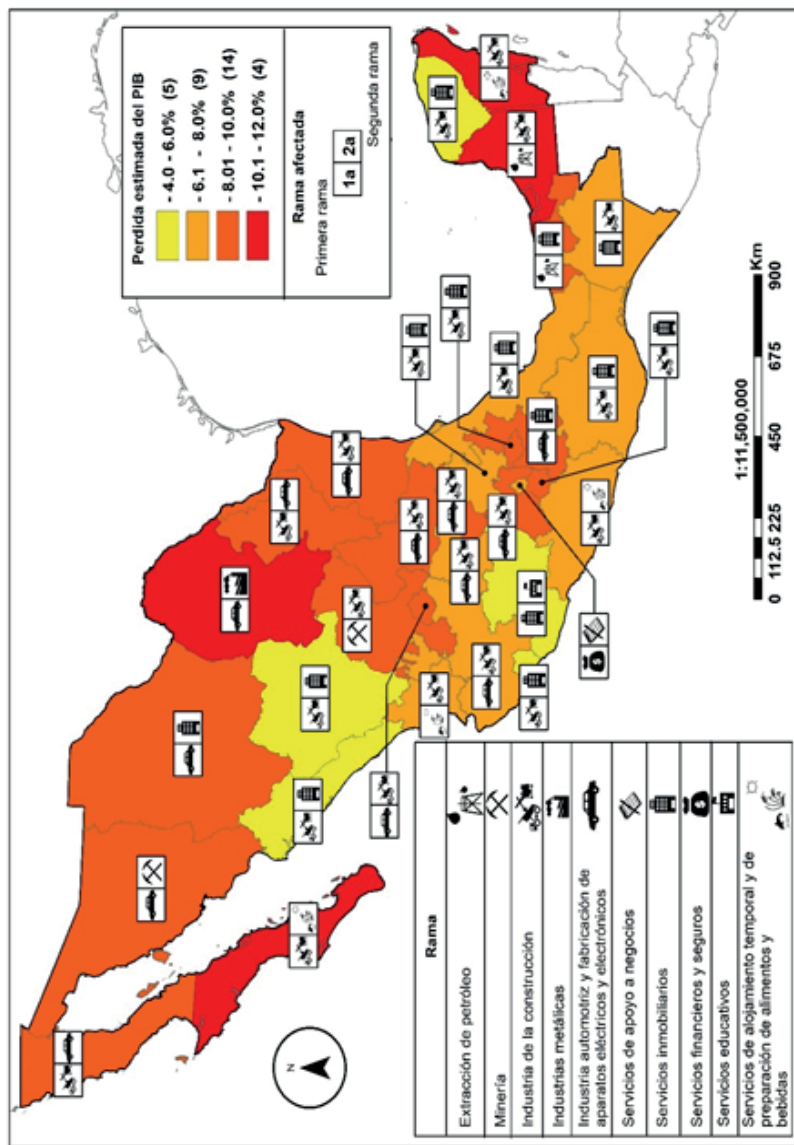 Perdida estimada del PIB
- 4.0 - 6.0% (5)
- 6.1 - 8.0% (9)
- 8.01 - 10.0% (14)
- 10.1 - 12.0% (4)
Rama afectada
Primera rama
1a 2a
Segunda rama
N
Rama
Extracción de petróleo
Minería
Industria de la construcción
Industrias metálicas
Industria automotriz y fabricación de
aparatos eléctricos y electrónicos
Servicios de apoyo a negocios
Servicios inmobiliarios
Servicios financieros y seguros
Servicios educativos
Servicios de alojamiento temporal y de
preparación de alimentos y
bebidas
1:11,500,000
0 112.5 225 450 675 900
Km